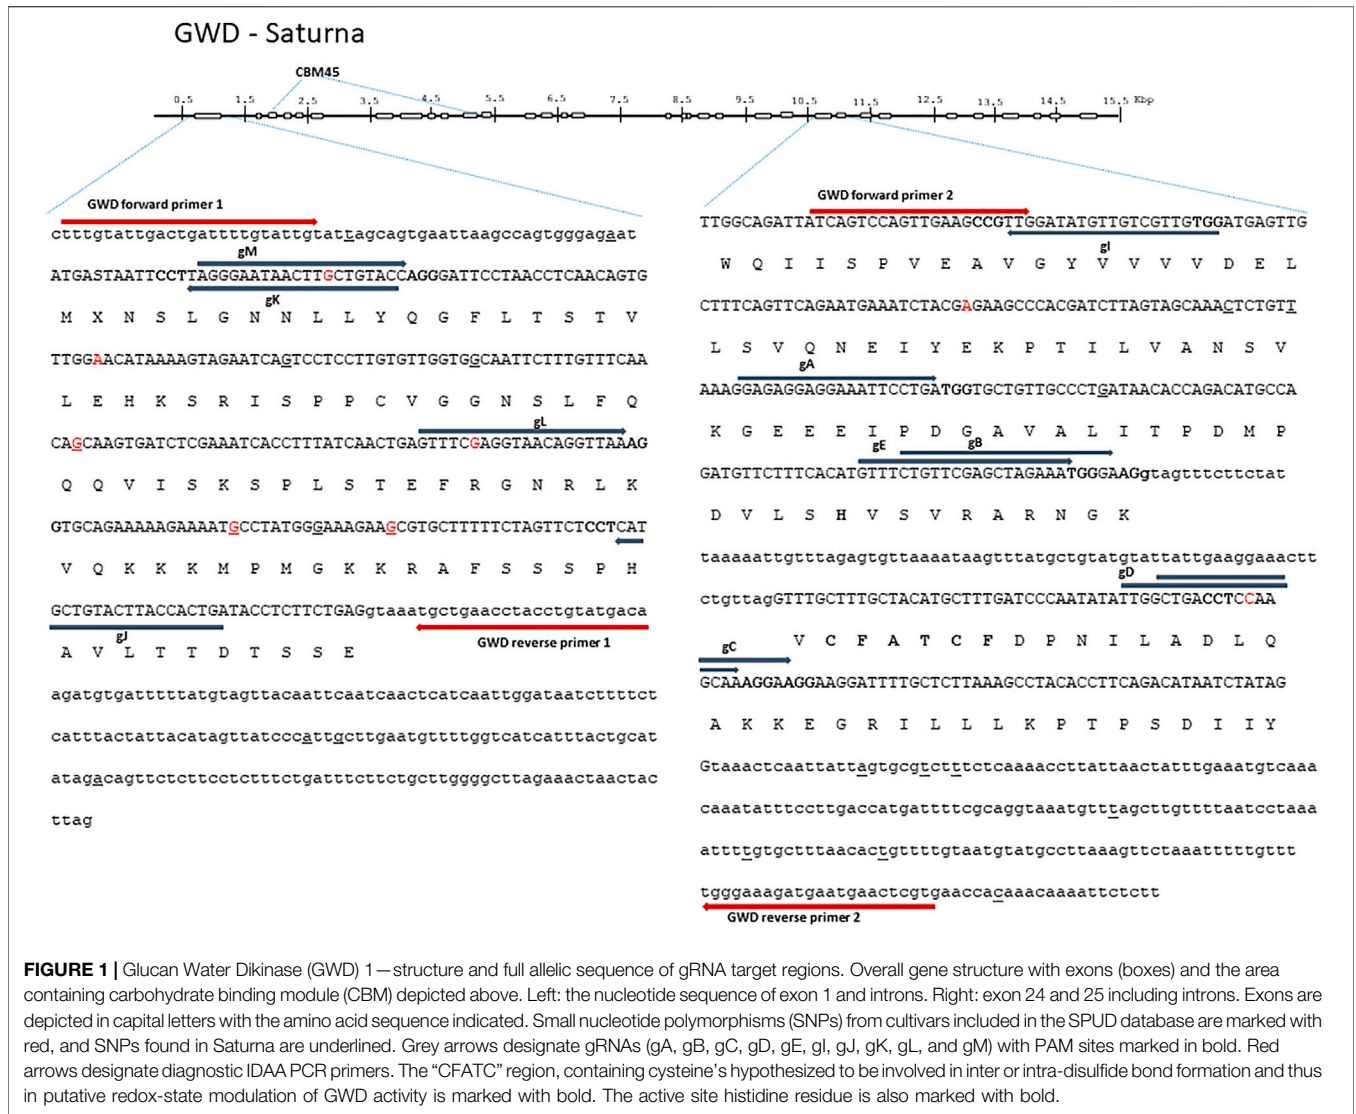 GWD - Saturna
CBM45
0.5 1.5 2.5 3.5 4.5 5.5 6.5 7.5 8.5 9.5 10.5 11.5 12.5 13.5 14.5 15.5 Kbp
GWD forward primer 1
ctttgtattgactgattttgtattgtattagcagtgaattaagccagtgggagaat
gM
ATGASTAATTCCTTAGGGAATAACTTGCTGTACCAGGGATTCCTAACCTCAACAGTG
gK
M X N S L G N N L L Y Q G F L T S T V
TTGGAACATAAAAGTAGAATCAGTCCTCCTTGTGTTGGTGGCAATTCTTTGTTTCAA
L E H K S R I S P P C V G G N S L F Q
gL
CAGCAAGTGATCTCGAAATCACCTTTATCAACTGAGTTTCGAGGTAACAGGTTAAAG
Q Q V I S K S P L S T E F R G N R L K
GTGCAGAAAAAGAAAATGCCTATGGGGAAAGAAGCGTGCTTTTTCTAGTTCTCCTCAT
V Q K K K M P M G K K R A F S S S P H
GCTGTACTTACCACTGATACCTCTTCTGAGgtaaatgctgaacctacctgtatgaca
gJ
GWD reverse primer 1
A V L T T D T S S E
agatgtgatttttatgtagttacaattcaatcaactcatcaattggataatcttttct
catttactattacatagttatcccattgcttgaatgttttggtcatcatttactgcat
atagacagttctcttcctctttctgatttcttctgcttggggcttagaaactaactac
ttag
GWD forward primer 2
TTGGCAGATTATCAGTCCAGTTGAAGCCGTTGGATATGTTGTCGTTGTGGATGAGTTG
gI
W Q I I S P V E A V G Y V V V V D E L
CTTTCAGTTCAGAATGAAATCTACGAGAAGCCCACGATCTTAGTAGCAAACTCTGTT
L S V Q N E I Y E K P T I L V A N S V
gA
AAAGGAGAGGAGGAAATTCCTGATGGTGCTGTTGCCCTGATAACACCAGACATGCCA
K G E E E I P D G A V A L I T P D M P
gE gB
GATGTTCTTTCACATGTTTCTGTTCGAGCTAGAAATGGGAAGgtagtttcttctat
D V L S H V S V R A R N G K
taaaaattgtttagagtgttaaaataagtttatgctgtatgtattattgaaggaaactt
gD
ctgttagGTTTGCTTTGCTACATGCTTTGATCCCAATATATTGGCTGACCTCCAA
V C F A T C F D P N I L A D L Q
gC
GCAAAGGAAGGAAGGATTTTGCTCTTAAAGCCTACACCTTCAGACATAATCTATAG
A K K E G R I L L L K P T P S D I I Y
Gtaaactcaattattagtgcgtctttctcaaaaccttattaactatttgaaatgtcaaa
caaatatttccttgaccatgattttcgcaggtaaatgtttagcttgttttaatcctaaa
attttgtgctttaacactgttttgtaatgtatgccttaaagttctaaatttttgttt
tgggaaagatgaatgaactcgtgaaccacaaacaaaattctctt
GWD reverse primer 2
FIGURE 1 | Glucan Water Dikinase (GWD) 1—structure and full allelic sequence of gRNA target regions. Overall gene structure with exons (boxes) and the area
containing carbohydrate binding module (CBM) depicted above. Left: the nucleotide sequence of exon 1 and introns. Right: exon 24 and 25 including introns. Exons are
depicted in capital letters with the amino acid sequence indicated. Small nucleotide polymorphisms (SNPs) from cultivars included in the SPUD database are marked with
red, and SNPs found in Saturna are underlined. Grey arrows designate gRNAs (gA, gB, gC, gD, gE, gI, gJ, gK, gL, and gM) with PAM sites marked in bold. Red
arrows designate diagnostic IDAA PCR primers. The “CFATC” region, containing cysteine’s hypothesized to be involved in inter or intra-disulfide bond formation and thus
in putative redox-state modulation of GWD activity is marked with bold. The active site histidine residue is also marked with bold.